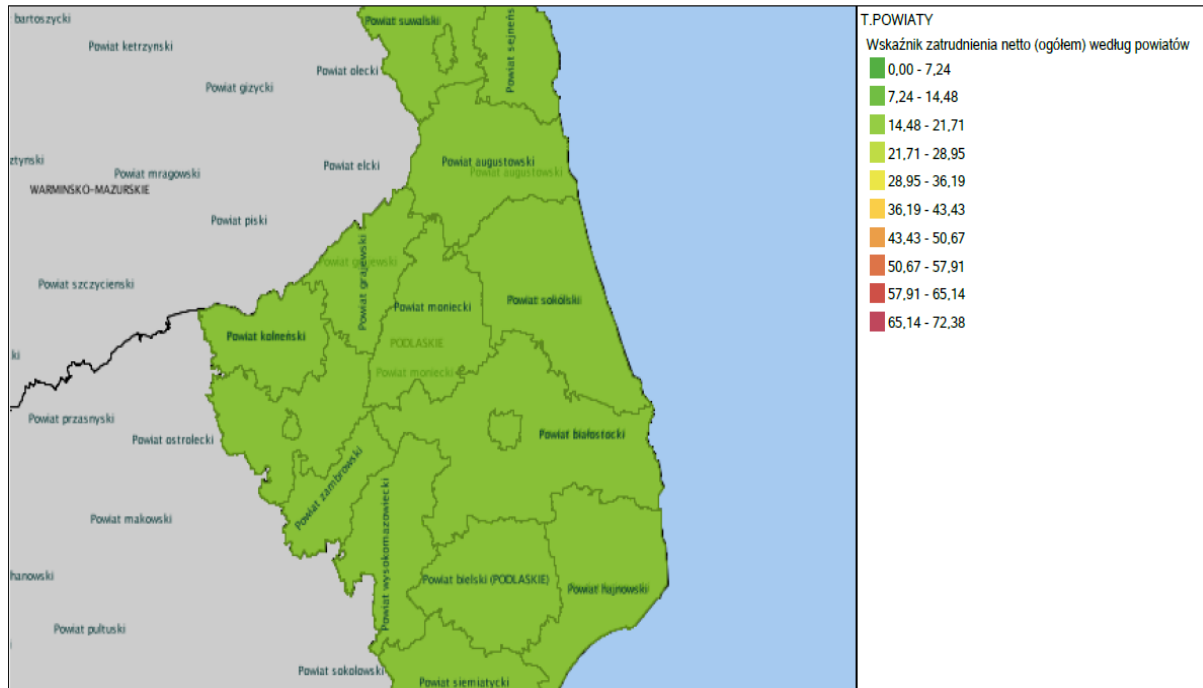 bartoszycki
Powiat ketrzynski
Powiat suwalski
Powiat sejneńs
Powiat olecki
Powiat gizycki
ztynski
Powiat mragowski
Powiat elcki
Powiat augustowski
Powiat augustowski
WARMIŃSKO-MAZURSKIE
Powiat piski
Powiat grajewski
Powiat grajewski
Powiat szczycienski
Powiat moniecki
Powiat sokólski
Powiat kolneński
PODLASKIE
ki
Powiat moniecki
Powiat przasnyski
Powiat ostrolecki
Powiat białostocki
Powiat zambrowski
Powiat makowski
Powiat wysokomazowiecki
hanowski
Powiat bielski (PODLASKIE)
Powiat hajnowski
Powiat pultuski
Powiat sokolowski
Powiat siemiatycki
T.POWIATY
Wskaźnik zatrudnienia netto (ogółem) według powiatów
0,00 - 7,24
7,24 - 14,48
14,48 - 21,71
21,71 - 28,95
28,95 - 36,19
36,19 - 43,43
43,43 - 50,67
50,67 - 57,91
57,91 - 65,14
65,14 - 72,38